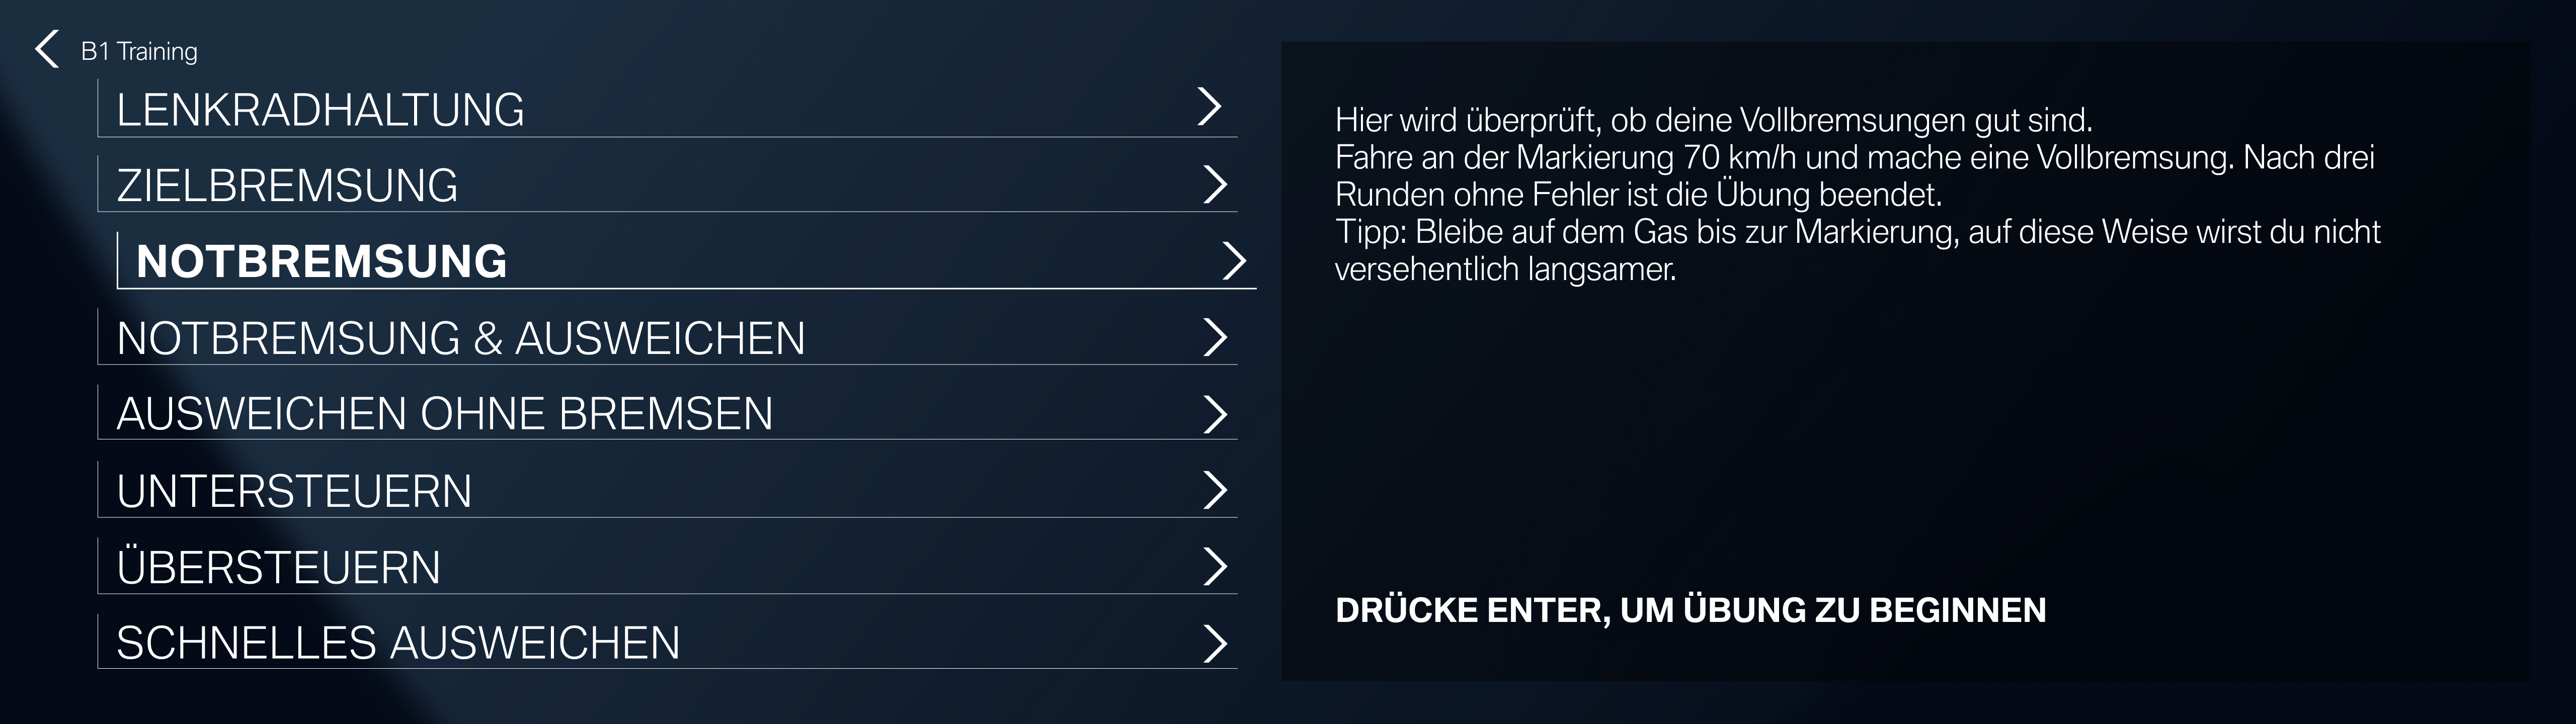 B1 Training
LENKRADHALTUNG
ZIELBREMSUNG
NOTBREMSUNG
NOTBREMSUNG & AUSWEICHEN
AUSWEICHEN OHNE BREMSEN
UNTERSTEUERN
ÜBERSTEUERN
SCHNELLES AUSWEICHEN
Hier wird überprüft, ob deine Vollbremsungen gut sind.
Fahre an der Markierung 70 km/h und mache eine Vollbremsung. Nach drei
Runden ohne Fehler ist die Übung beendet.
Tipp: Bleibe auf dem Gas bis zur Markierung, auf diese Weise wirst du nicht
versehentlich langsamer.
DRÜCKE ENTER, UM ÜBUNG ZU BEGINNEN